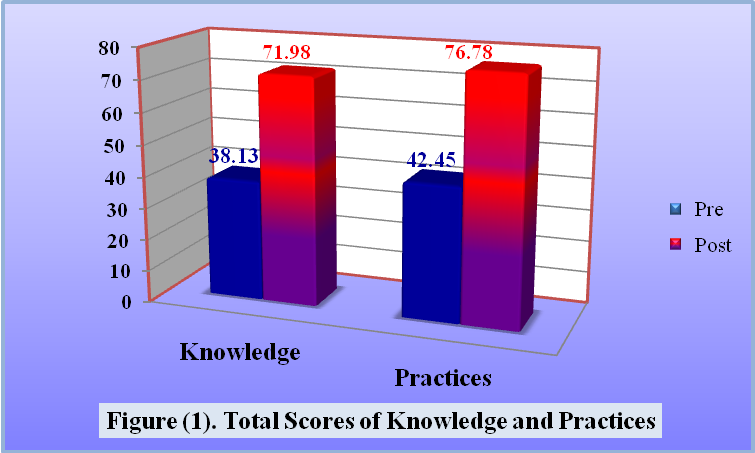 71.98
76.78
38.13
42.45
80
70
60
50
40
30
20
10
0
Pre
Post
Knowledge
Practices
Figure (1). Total Scores of Knowledge and Practices